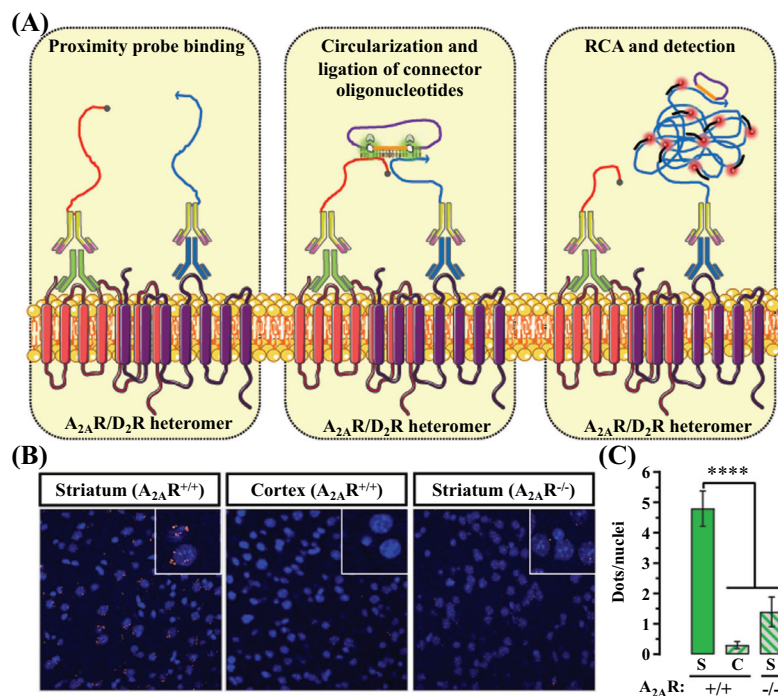 (A)
Proximity probe binding
Circularization and
ligation of connector
oligonucleotides
RCA and detection
A₂AR/D₂R heteromer
A₂AR/D₂R heteromer
A₂AR/D₂R heteromer
(B)
Striatum (A₂AR⁺/⁺)
Cortex (A₂AR⁺/⁺)
Striatum (A₂AR⁻/⁻)
(C)
Dots/nuclei
6
5
4
3
2
1
0
****
S C S
A₂AR: +/+ -/-